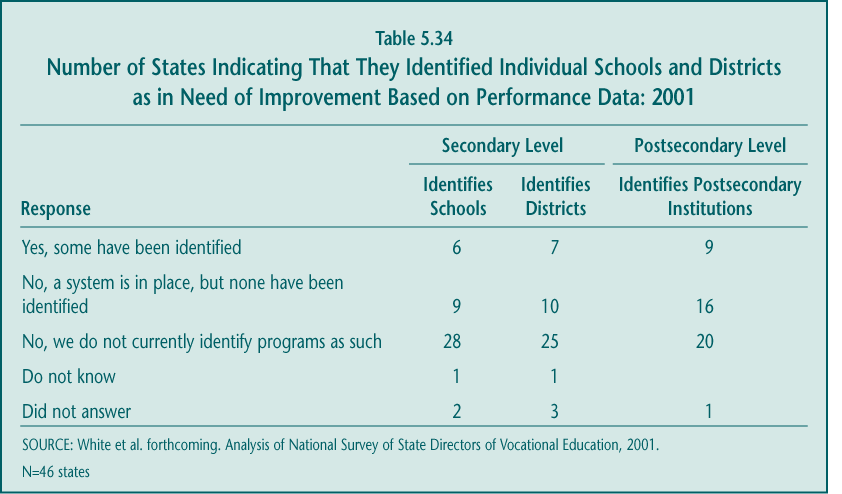 Table 5.34
Number of States Indicating That They Identified Individual Schools and Districts
as in Need of Improvement Based on Performance Data: 2001
Secondary Level Postsecondary Level
Identifies Identifies Identifies Postsecondary
Response Schools Districts Institutions
Yes, some have been identified 6 7 9
No, a system is in place, but none have been
identified 9 10 16
No, we do not currently identify programs as such 28 25 20
Do not know 1 1
Did not answer 2 3 1
SOURCE: White et al. forthcoming. Analysis of National Survey of State Directors of Vocational Education, 2001.
N=46 states